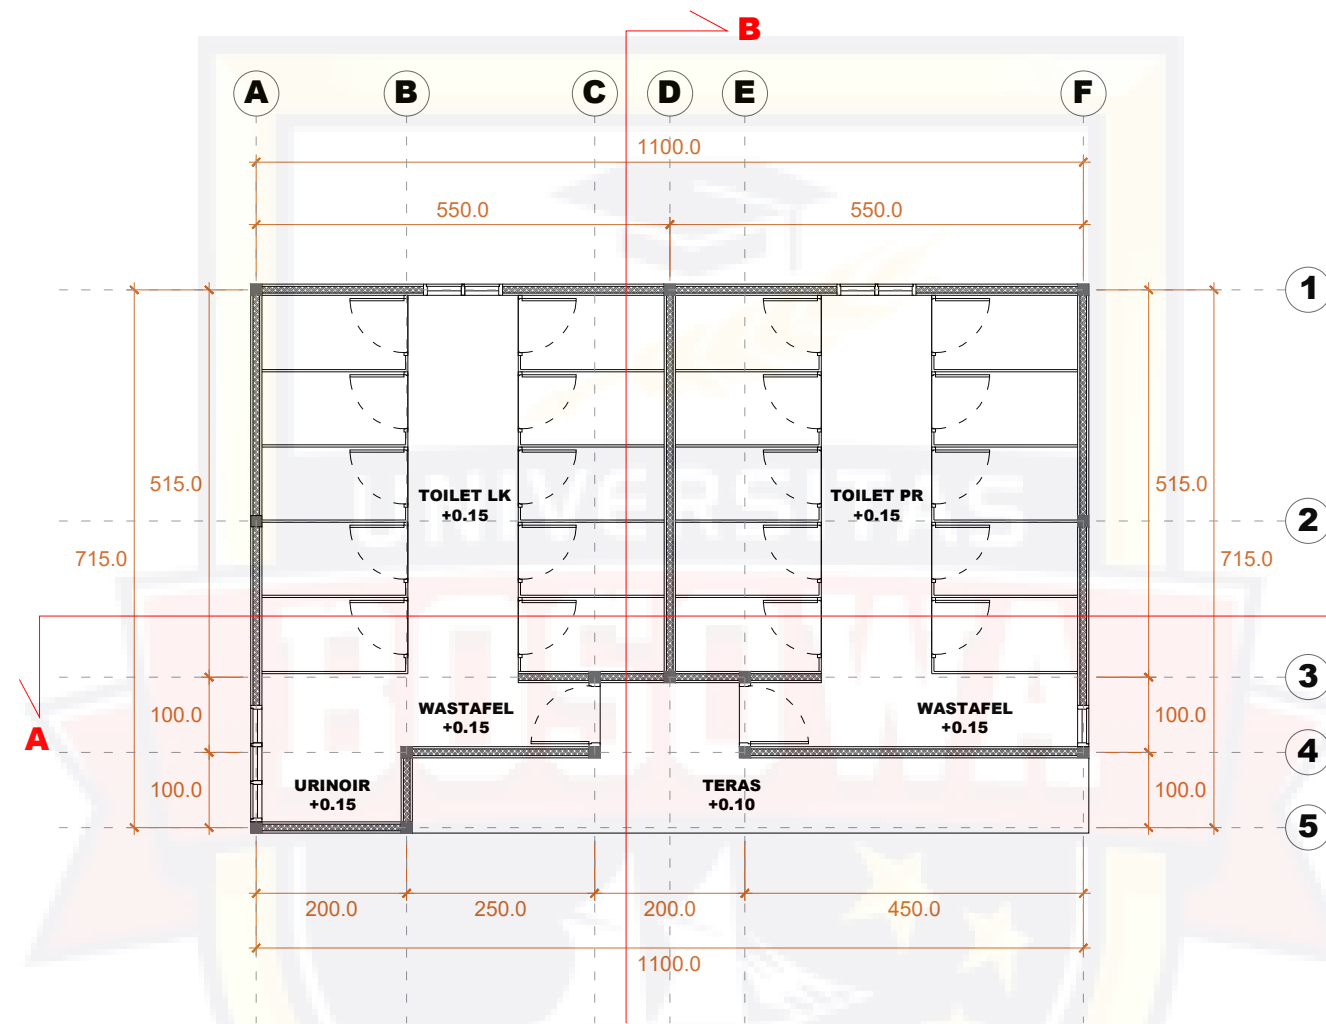 B
A B C D E F
1100.0
550.0 550.0
1
515.0 515.0
TOILET LK
+0.15
TOILET PR
+0.15
2
715.0 715.0
UNIVERSITAS
BOSOWA
3
WASTAFEL
+0.15
WASTAFEL
+0.15
100.0 100.0
A
4
URINOIR
+0.15
TERAS
+0.10
100.0 100.0
5
200.0 250.0 200.0 450.0
1100.0